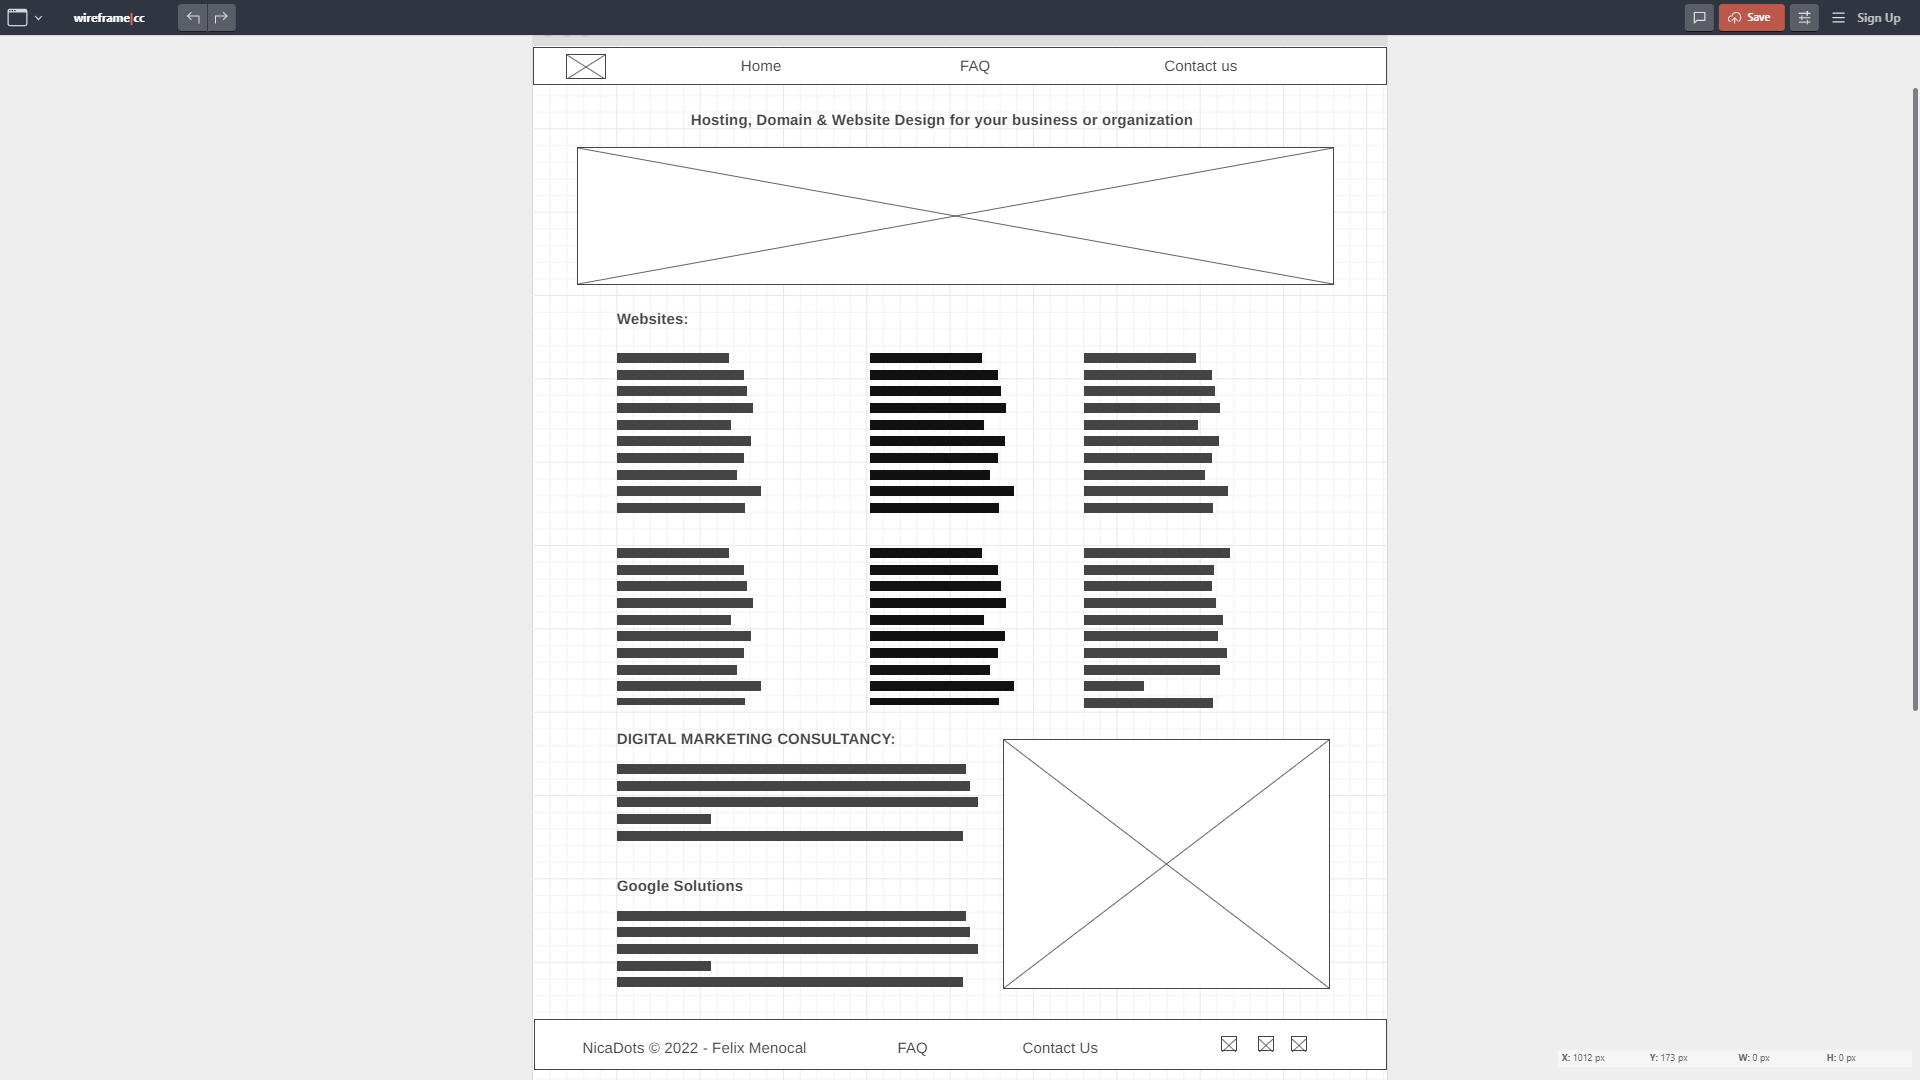 wireframe|cc
Save
Sign Up
Home FAQ Contact us
Hosting, Domain & Website Design for your business or organization
Websites:
DIGITAL MARKETING CONSULTANCY:
Google Solutions
NicaDots © 2022 - Felix Menocal FAQ Contact Us
X: 1012 px Y: 173 px W: 0 px H: 0 px